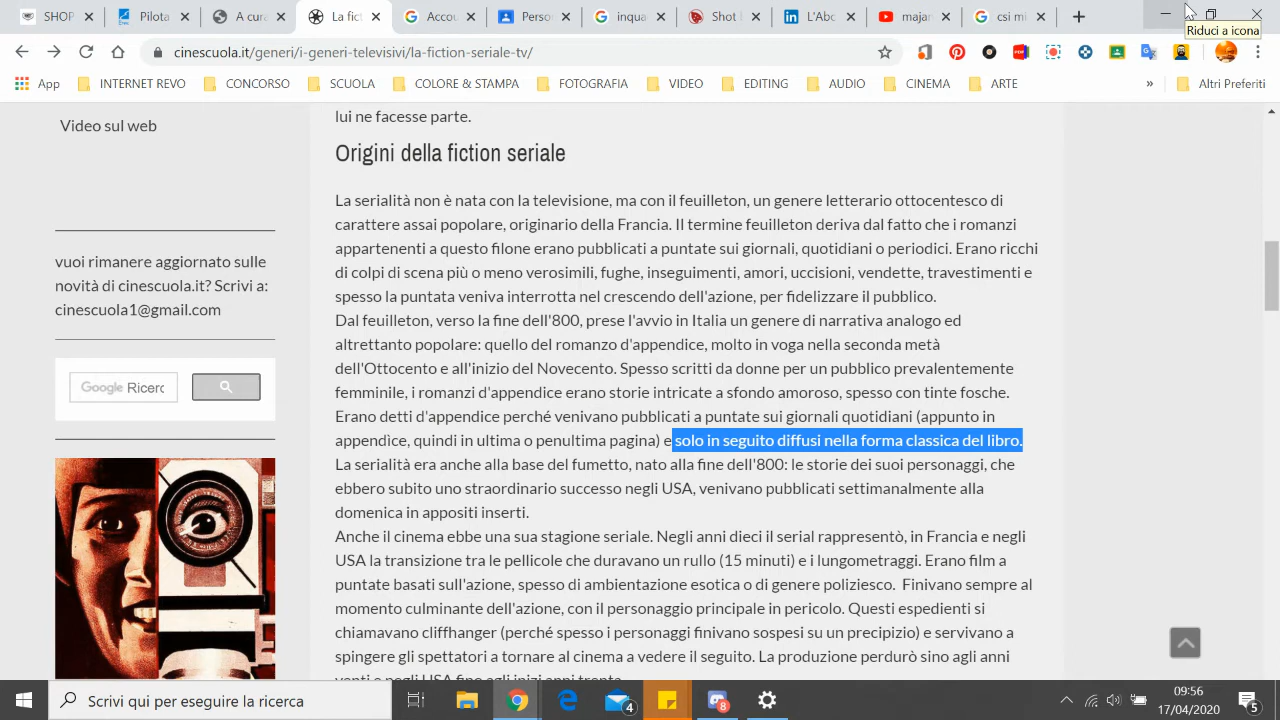 SHOP
Pilota
A cura
La fic
Accou
Perso
inqua
Shot
L'Abc
majar
csi mi
Riduci a icona
cinescuola.it/generi/i-generi-televisivi/la-fiction-seriale-tv/
App
INTERNET REVO
CONCORSO
SCUOLA
COLORE & STAMPA
FOTOGRAFIA
VIDEO
EDITING
AUDIO
CINEMA
ARTE
»
Altri Preferiti
Video sul web
vuoi rimanere aggiornato sulle
novità di cinescuola.it? Scrivi a:
cinescuola1@gmail.com
Google Ricerc
lui ne facesse parte.
Origini della fiction seriale
La serialità non è nata con la televisione, ma con il feuilleton, un genere letterario ottocentesco di
carattere assai popolare, originario della Francia. Il termine feuilleton deriva dal fatto che i romanzi
appartenenti a questo filone erano pubblicati a puntate sui giornali, quotidiani o periodici. Erano ricchi
di colpi di scena più o meno verosimili, fughe, inseguimenti, amori, uccisioni, vendette, travestimenti e
spesso la puntata veniva interrotta nel crescendo dell'azione, per fidelizzare il pubblico.
Dal feuilleton, verso la fine dell'800, prese l'avvio in Italia un genere di narrativa analogo ed
altrettanto popolare: quello del romanzo d'appendice, molto in voga nella seconda metà
dell'Ottocento e all'inizio del Novecento. Spesso scritti da donne per un pubblico prevalentemente
femminile, i romanzi d'appendice erano storie intricate a sfondo amoroso, spesso con tinte fosche.
Erano detti d'appendice perché venivano pubblicati a puntate sui giornali quotidiani (appunto in
appendìce, quindi in ultima o penultima pagina) e solo in seguito diffusi nella forma classica del libro.
La serialità era anche alla base del fumetto, nato alla fine dell'800: le storie dei suoi personaggi, che
ebbero subito uno straordinario successo negli USA, venivano pubblicati settimanalmente alla
domenica in appositi inserti.
Anche il cinema ebbe una sua stagione seriale. Negli anni dieci il serial rappresentò, in Francia e negli
USA la transizione tra le pellicole che duravano un rullo (15 minuti) e i lungometraggi. Erano film a
puntate basati sull'azione, spesso di ambientazione esotica o di genere poliziesco. Finivano sempre al
momento culminante dell'azione, con il personaggio principale in pericolo. Questi espedienti si
chiamavano cliffhanger (perché spesso i personaggi finivano sospesi su un precipizio) e servivano a
spingere gli spettatori a tornare al cinema a vedere il seguito. La produzione perdurò sino agli anni
venti e negli USA fino agli inizi anni trenta.
Scrivi qui per eseguire la ricerca
4
8
09:56
17/04/2020
5